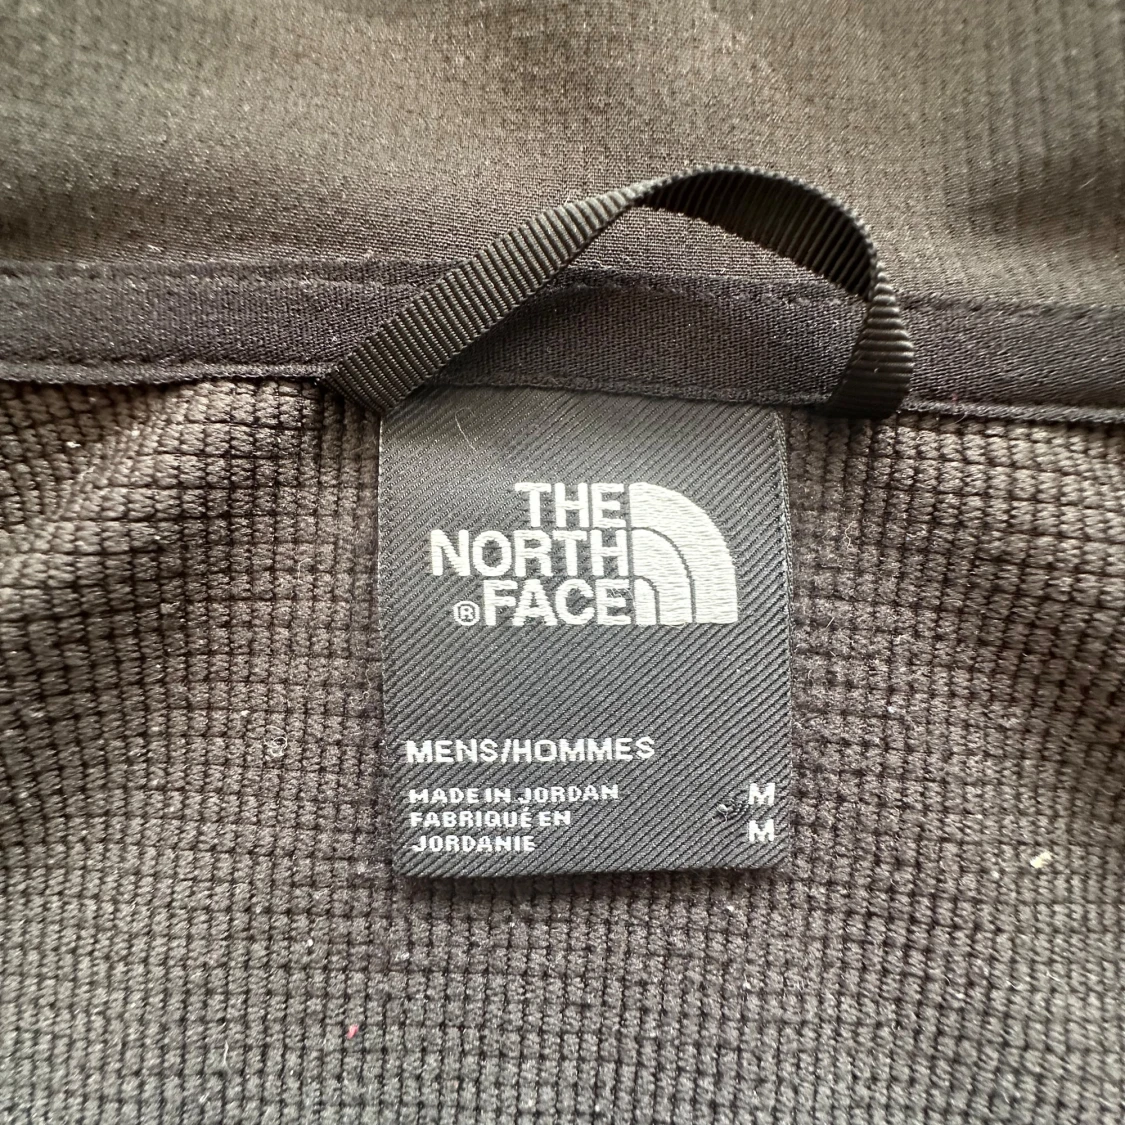 THE
NORTH
®FACE
MENS/HOMMES
MADE IN JORDAN M
FABRIQUÉ EN M
JORDANIE